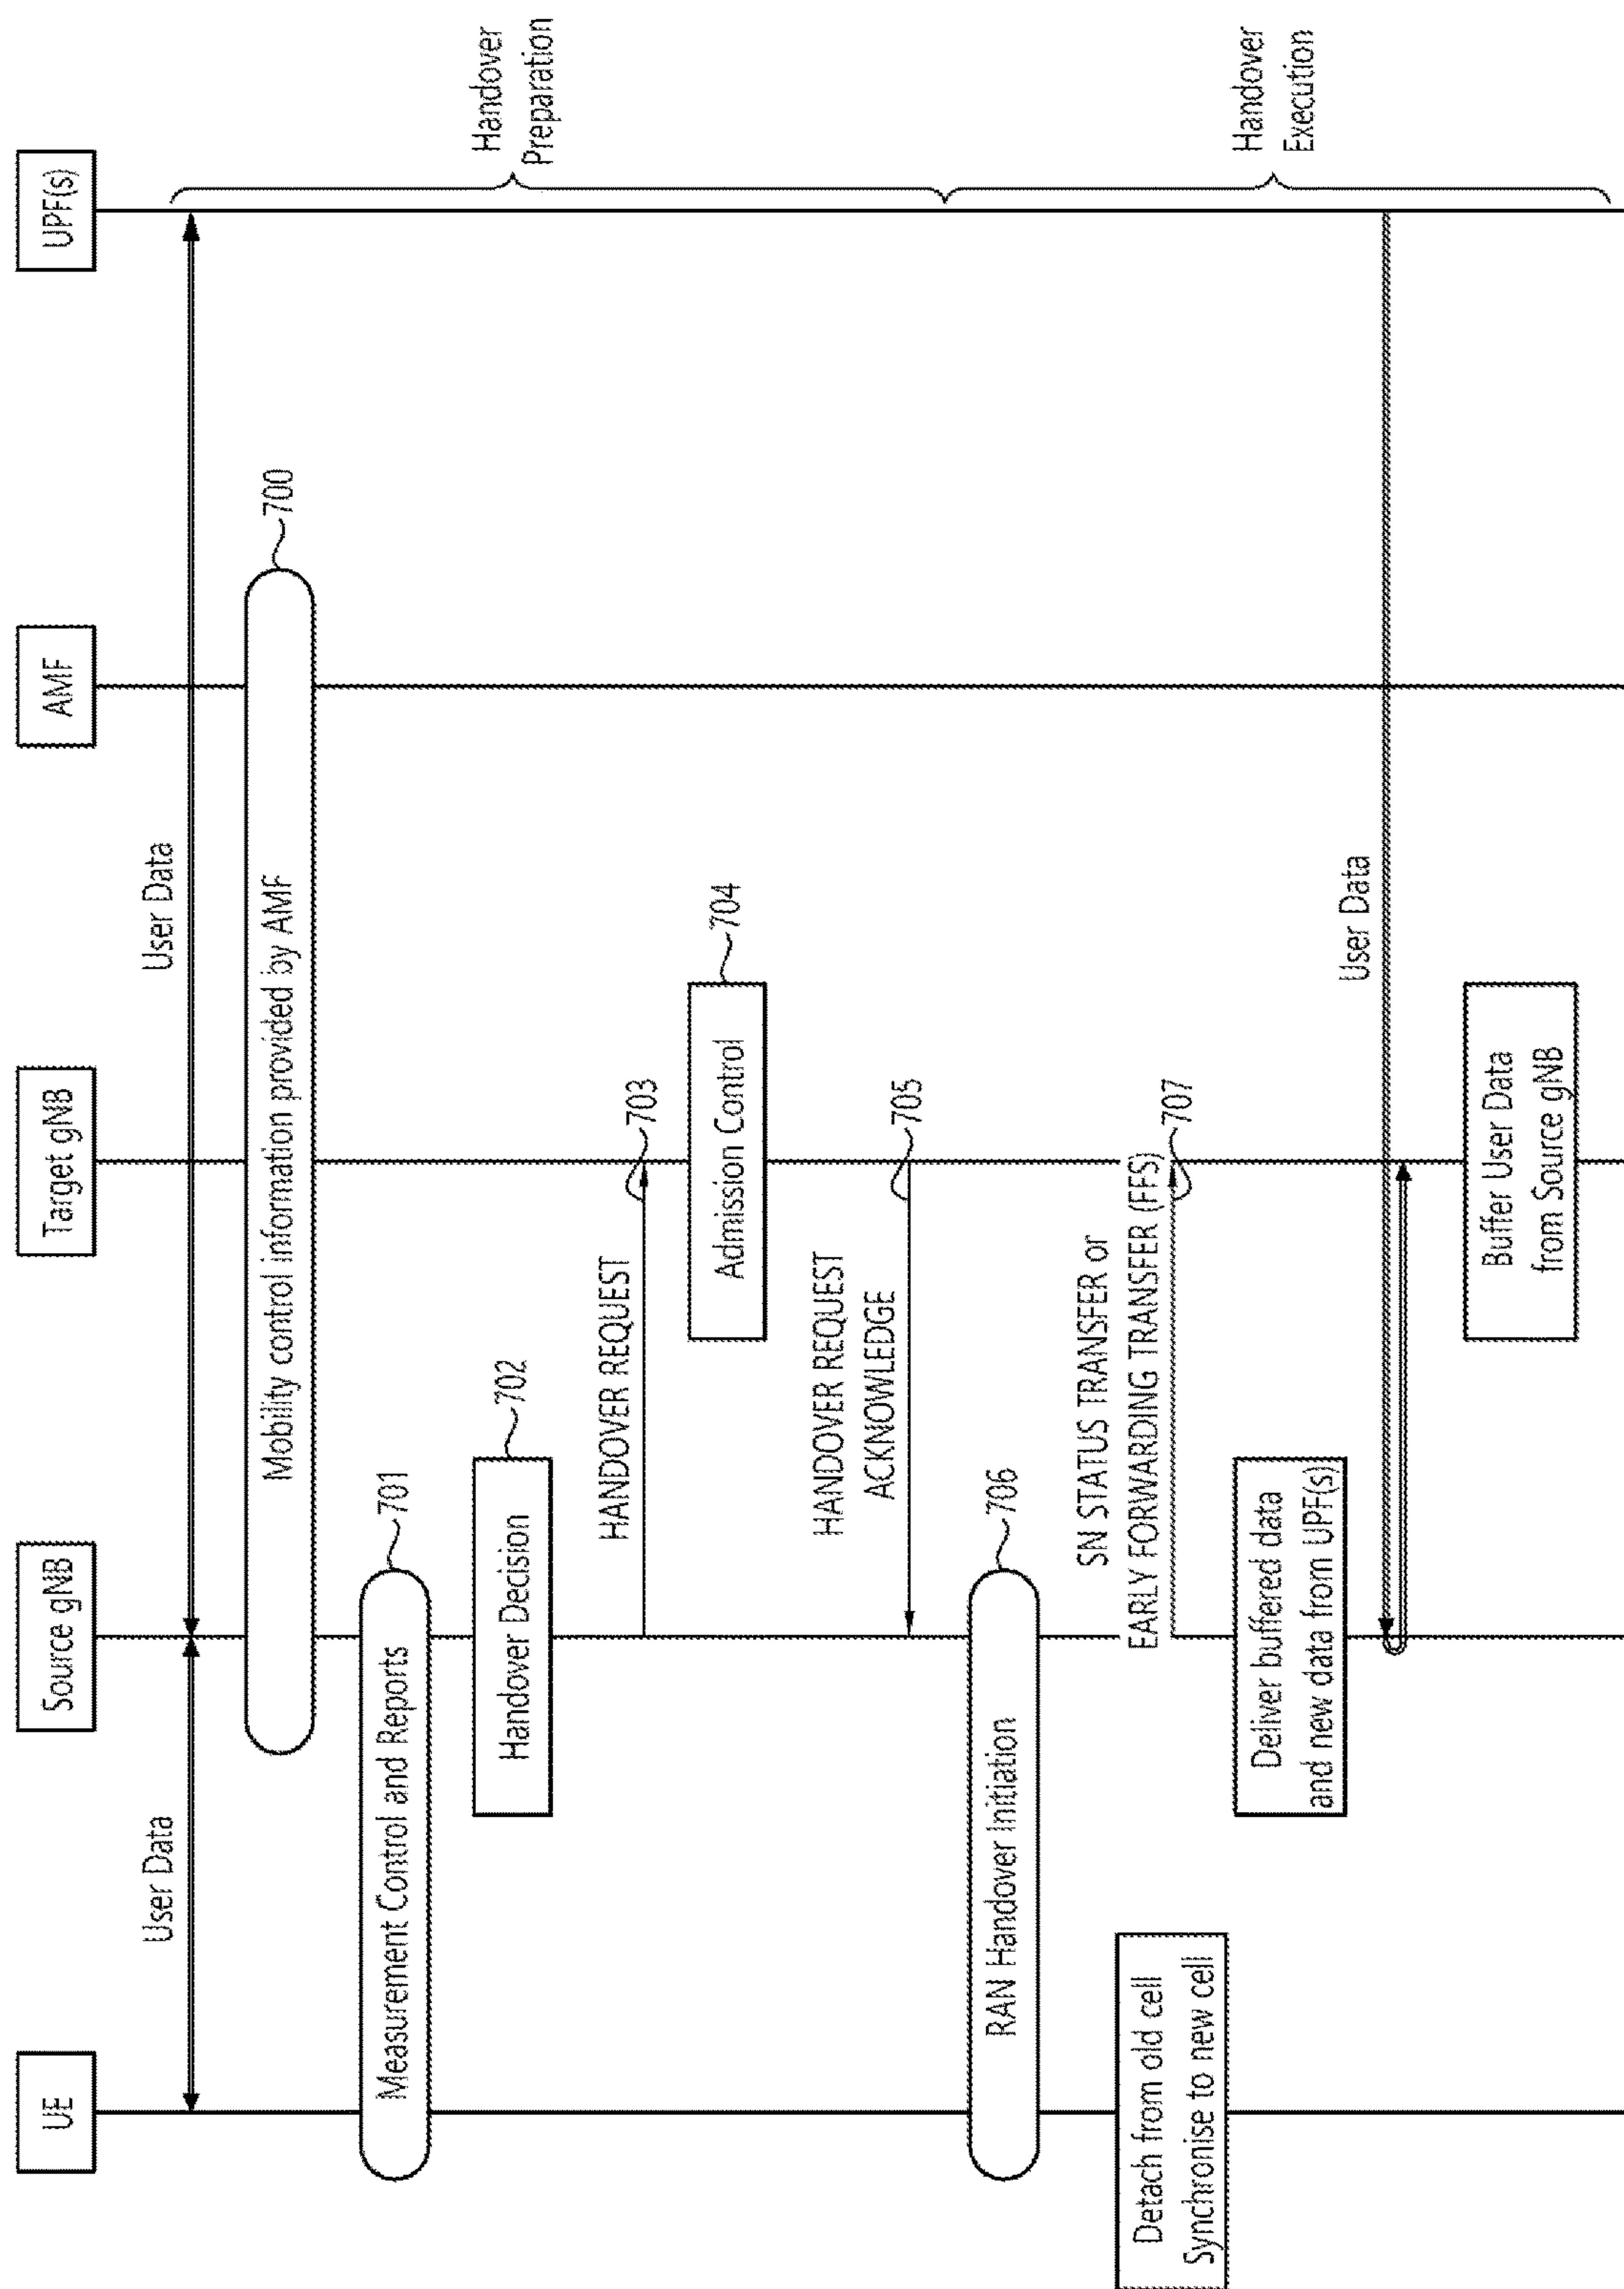 UE
Source gNB
Target gNB
AMF
UPF(s)
User Data
User Data
Mobility control information provided by AMF
700
Measurement Control and Reports
701
Handover Decision
702
HANDOVER REQUEST
703
Admission Control
704
HANDOVER REQUEST
ACKNOWLEDGE
705
Handover
Preparation
RAN Handover Initiation
706
Detach from old cell
Synchronise to new cell
SN STATUS TRANSFER or
EARLY FORWARDING TRANSFER (FFS)
707
Deliver buffered data
and new data from UPF(s)
User Data
Buffer User Data
from Source gNB
Handover
Execution